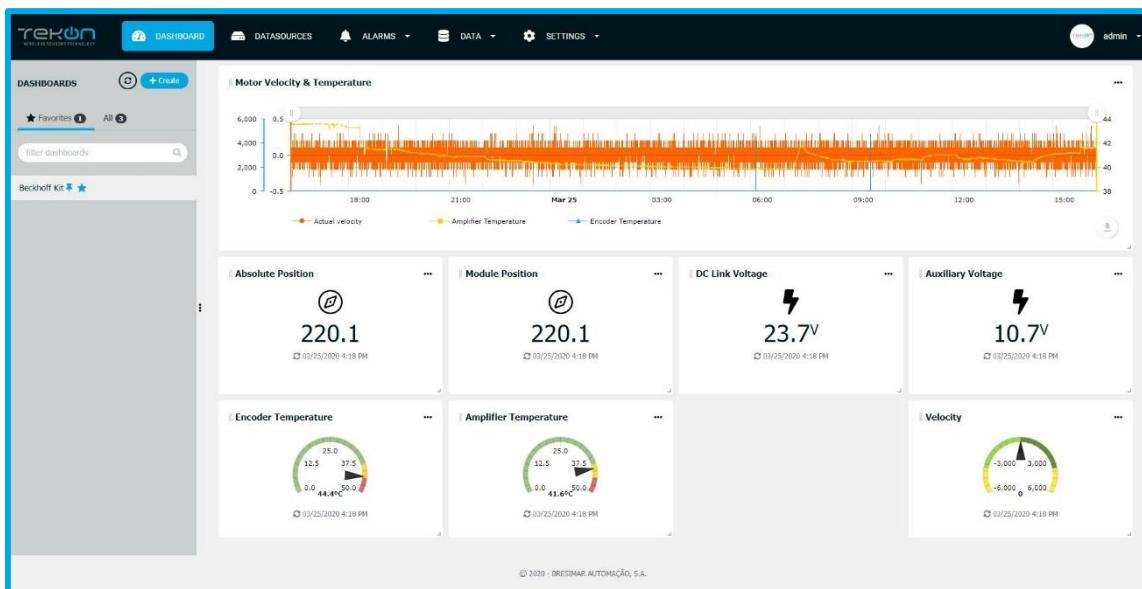 TEKON
WIRELESS SENSORS TECHNOLOGY
DASHBOARD
DATASOURCES
ALARMS
DATA
SETTINGS
admin
DASHBOARDS
+ Create
Favorites 1
All 3
filter dashboards
Beckhoff Kit
Motor Velocity & Temperature
6,000
4,000
2,000
0
0.5
0.0
-0.5
44
42
40
38
18:00 21:00 Mar 25 03:00 06:00 09:00 12:00 15:00
Actual velocity Amplifier Temperature Encoder Temperature
Absolute Position
220.1
03/25/2020 4:18 PM
Module Position
220.1
03/25/2020 4:18 PM
DC Link Voltage
23.7V
03/25/2020 4:18 PM
Auxiliary Voltage
10.7V
03/25/2020 4:18 PM
Encoder Temperature
25.0
12.5 37.5
0.0 50.0
44.4ºC
03/25/2020 4:18 PM
Amplifier Temperature
25.0
12.5 37.5
0.0 50.0
41.6ºC
03/25/2020 4:18 PM
Velocity
-3,000 3,000
-6,000 6,000
0
03/25/2020 4:18 PM
© 2020 - BRESIMAR AUTOMAÇÃO, S.A.